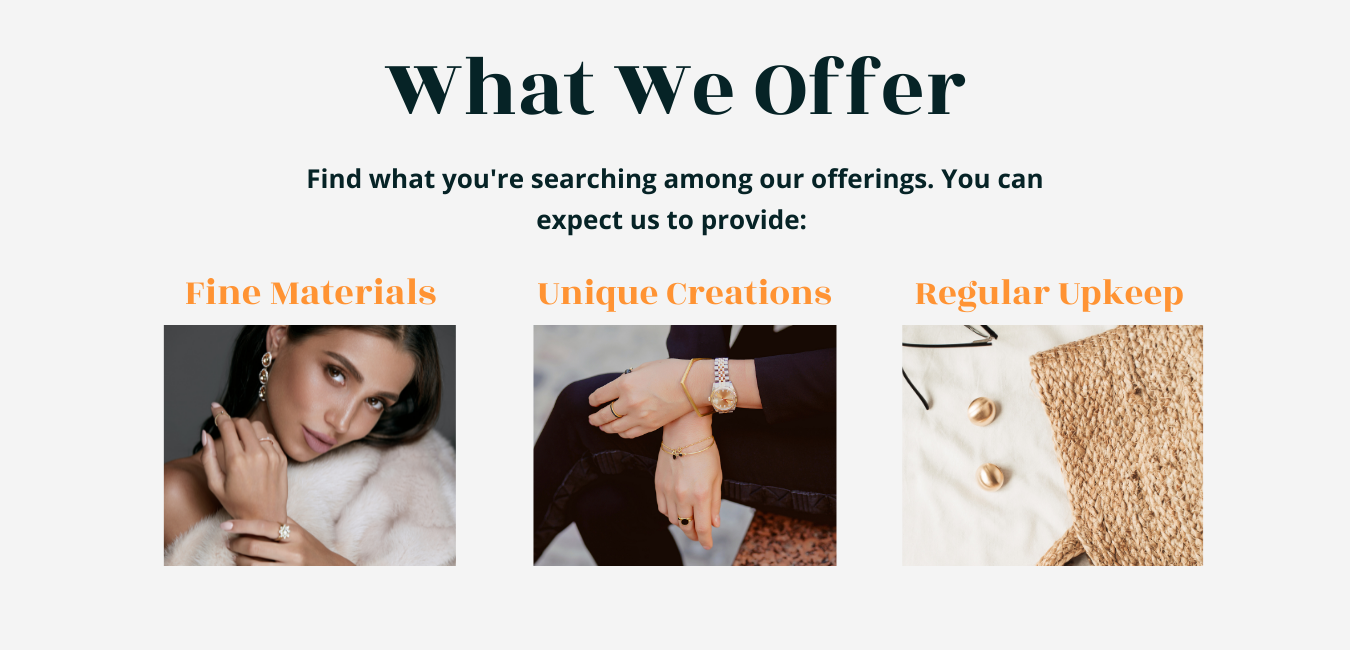 What We Offer
Find what you're searching among our offerings. You can
expect us to provide:
Fine Materials
Unique Creations
Regular Upkeep